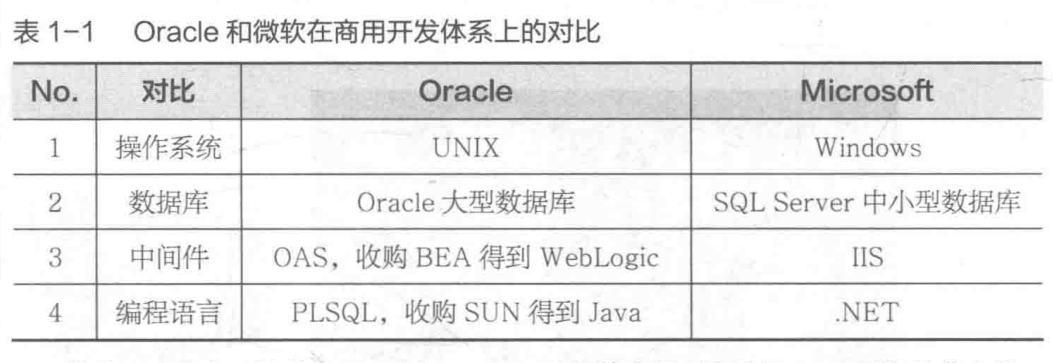 表 1-1 Oracle 和微软在商用开发体系上的对比
No. 对比 Oracle Microsoft
1 操作系统 UNIX Windows
2 数据库 Oracle 大型数据库 SQL Server 中小型数据库
3 中间件 OAS，收购 BEA 得到 WebLogic IIS
4 编程语言 PLSQL，收购 SUN 得到 Java .NET